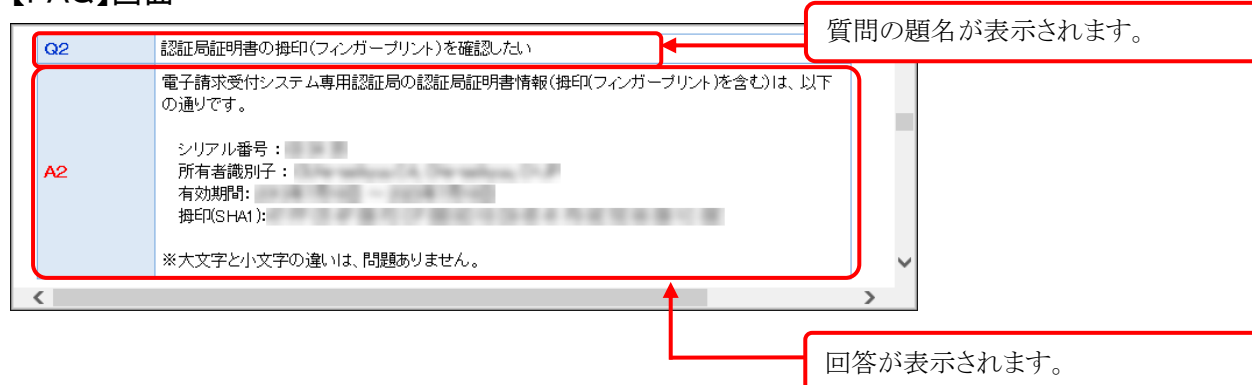 【FAQ】画面
質問の題名が表示されます。
Q2 認証局証明書の拇印(フィンガープリント)を確認したい
A2
電子請求受付システム専用認証局の認証局証明書情報(拇印(フィンガープリント)を含む)は、以下
の通りです。
シリアル番号:
所有者識別子:
有効期間:
拇印(SHA1):
※大文字と小文字の違いは、問題ありません。
回答が表示されます。